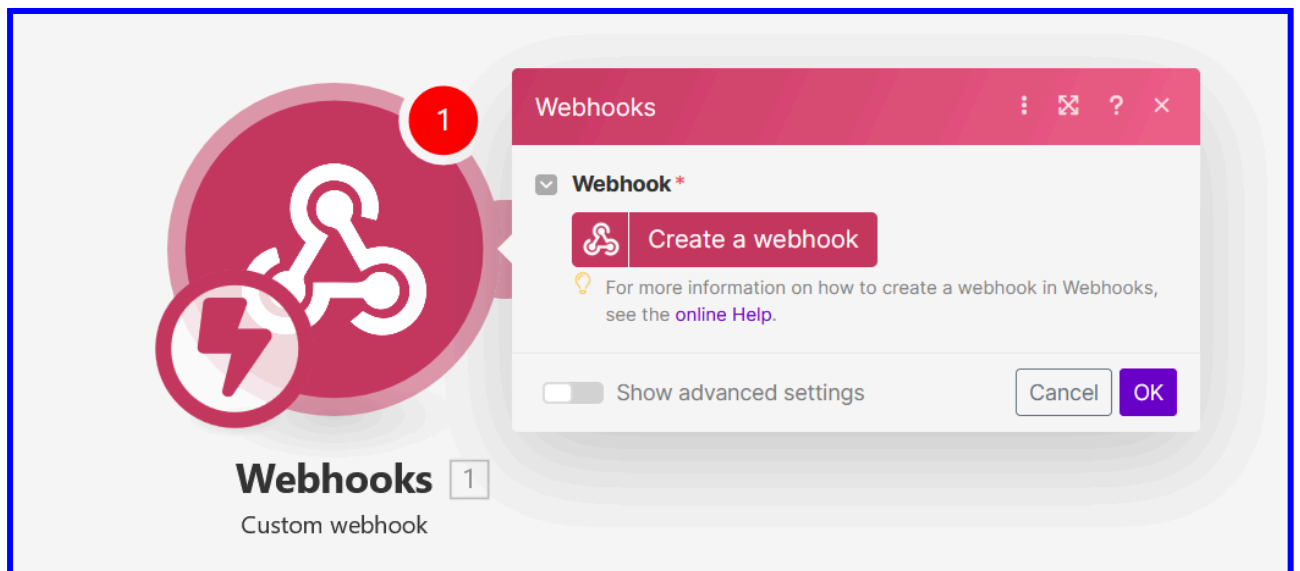 1
Webhooks
?
Webhook *
Create a webhook
For more information on how to create a webhook in Webhooks,
see the online Help.
Show advanced settings
Cancel
OK
Webhooks 1
Custom webhook